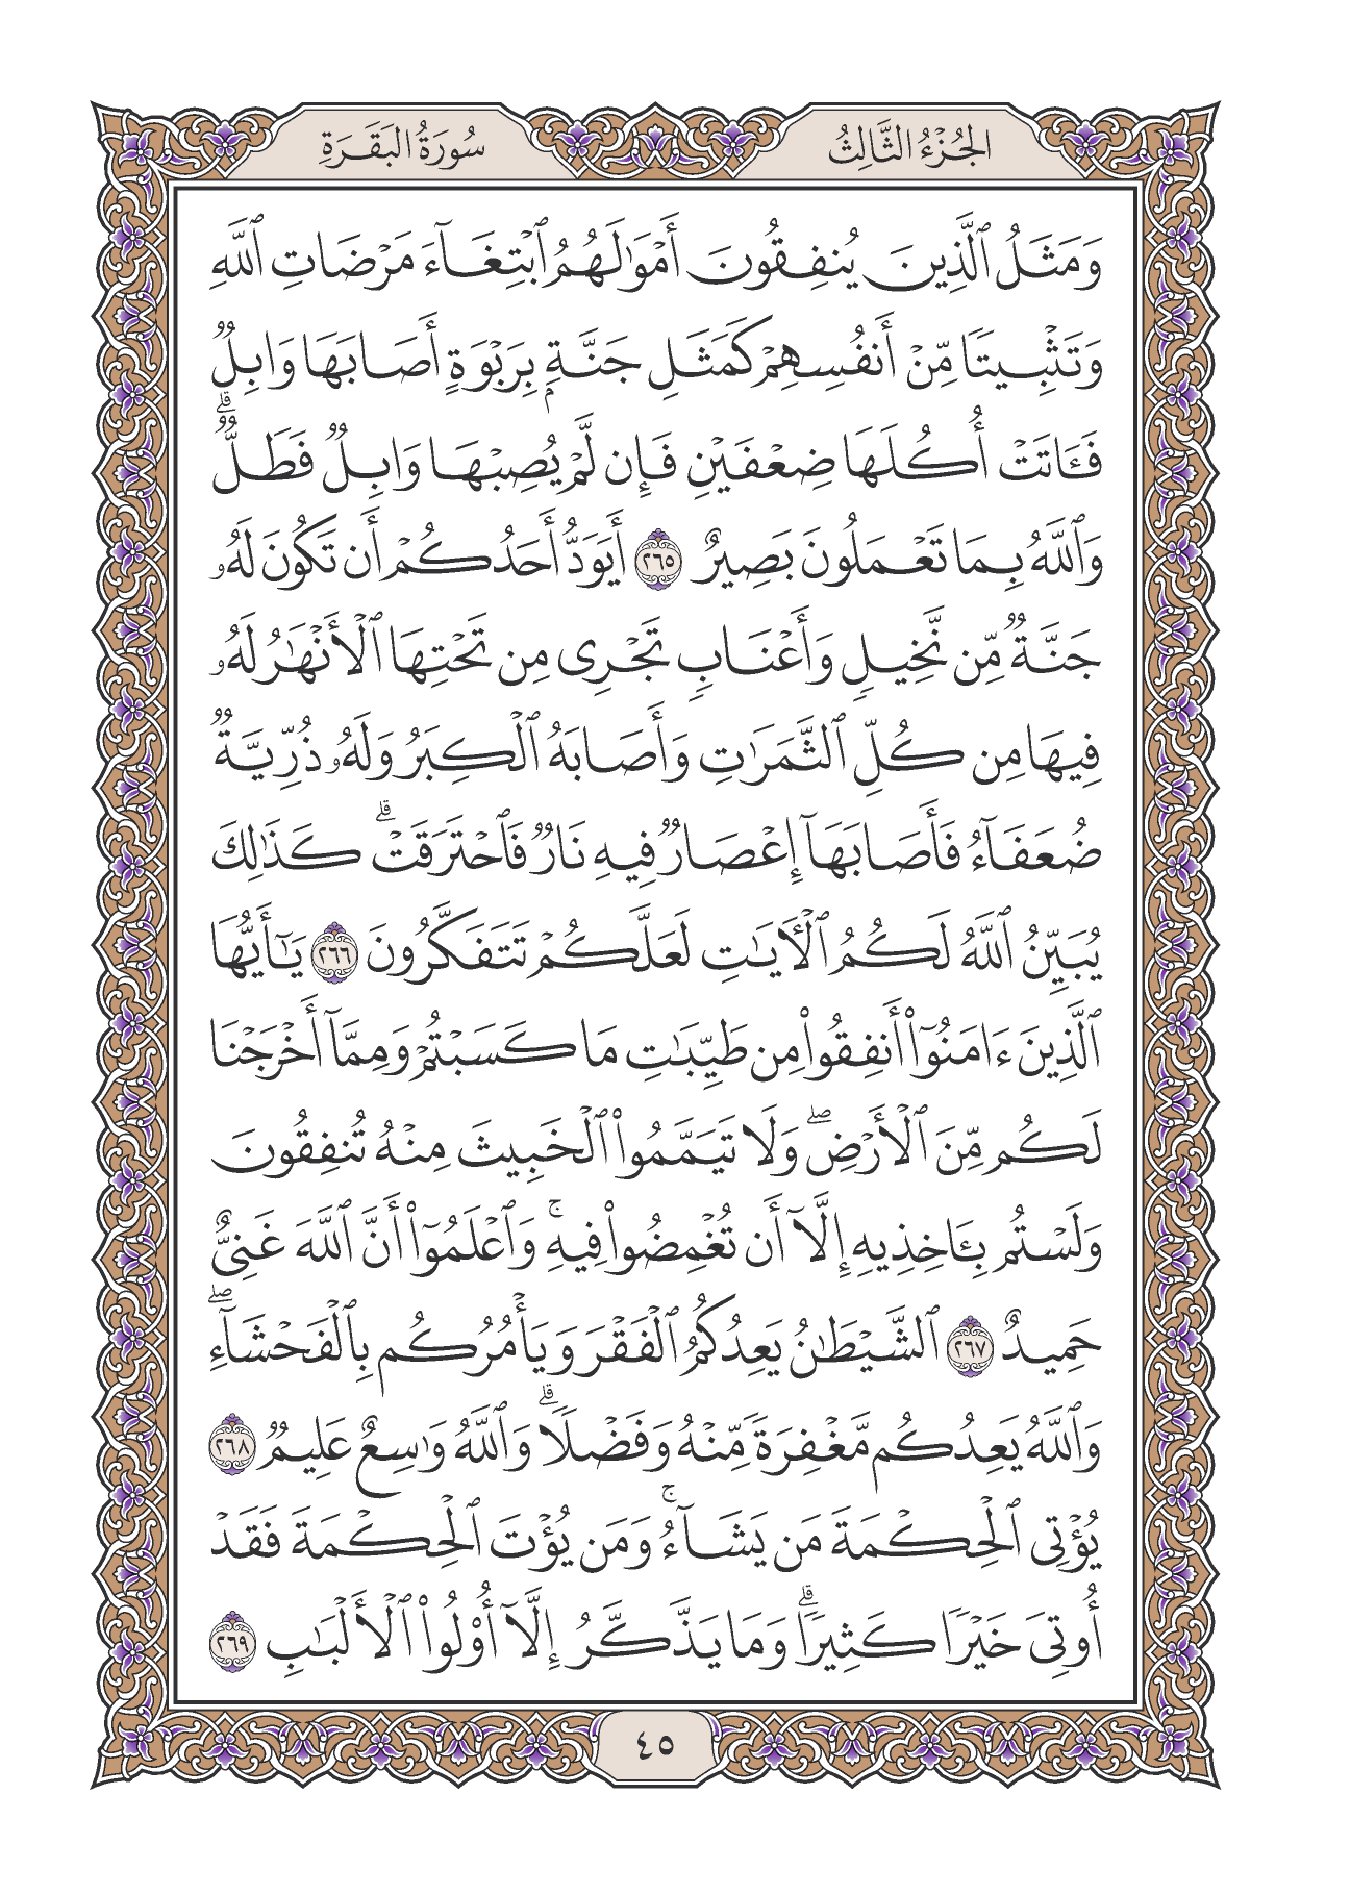 الجُزْءُ الثَّالِثُ
سُورَةُ البَقَرَةِ
وَمَثَلُ ٱلَّذِينَ يُنفِقُونَ أَمْوَٰلَهُمُ ٱبْتِغَآءَ مَرْضَاتِ ٱللَّهِ
وَتَثْبِيتًا مِّنْ أَنفُسِهِمْ كَمَثَلِ جَنَّةٍۭ بِرَبْوَةٍ أَصَابَهَا وَابِلٌ
فَـَٔاتَتْ أُكُلَهَا ضِعْفَيْنِ فَإِن لَّمْ يُصِبْهَا وَابِلٌ فَطَلٌّ ۗ
وَٱللَّهُ بِمَا تَعْمَلُونَ بَصِيرٌ ٢٦٥ أَيَوَدُّ أَحَدُكُمْ أَن تَكُونَ لَهُۥ
جَنَّةٌ مِّن نَّخِيلٍ وَأَعْنَابٍ تَجْرِى مِن تَحْتِهَا ٱلْأَنْهَٰرُ لَهُۥ
فِيهَا مِن كُلِّ ٱلثَّمَرَٰتِ وَأَصَابَهُ ٱلْكِبَرُ وَلَهُۥ ذُرِّيَّةٌ
ضُعَفَآءُ فَأَصَابَهَآ إِعْصَارٌ فِيهِ نَارٌ فَٱحْتَرَقَتْ ۗ كَذَٰلِكَ
يُبَيِّنُ ٱللَّهُ لَكُمُ ٱلْـَٔايَٰتِ لَعَلَّكُمْ تَتَفَكَّرُونَ ٢٦٦ يَٰٓأَيُّهَا
ٱلَّذِينَ ءَامَنُوٓا۟ أَنفِقُوا۟ مِن طَيِّبَٰتِ مَا كَسَبْتُمْ وَمِمَّآ أَخْرَجْنَا
لَكُم مِّنَ ٱلْأَرْضِ ۖ وَلَا تَيَمَّمُوا۟ ٱلْخَبِيثَ مِنْهُ تُنفِقُونَ
وَلَسْتُم بِـَٔاخِذِيهِ إِلَّآ أَن تُغْمِضُوا۟ فِيهِ ۚ وَٱعْلَمُوٓا۟ أَنَّ ٱللَّهَ غَنِىٌّ
حَمِيدٌ ٢٦٧ ٱلشَّيْطَٰنُ يَعِدُكُمُ ٱلْفَقْرَ وَيَأْمُرُكُم بِٱلْفَحْشَآءِ ۖ
وَٱللَّهُ يَعِدُكُم مَّغْفِرَةً مِّنْهُ وَفَضْلًا ۗ وَٱللَّهُ وَٰسِعٌ عَلِيمٌ ٢٦٨
يُؤْتِى ٱلْحِكْمَةَ مَن يَشَآءُ ۚ وَمَن يُؤْتَ ٱلْحِكْمَةَ فَقَدْ
أُوتِىَ خَيْرًا كَثِيرًا ۗ وَمَا يَذَّكَّرُ إِلَّآ أُو۟لُوا۟ ٱلْأَلْبَٰبِ ٢٦٩
٤٥